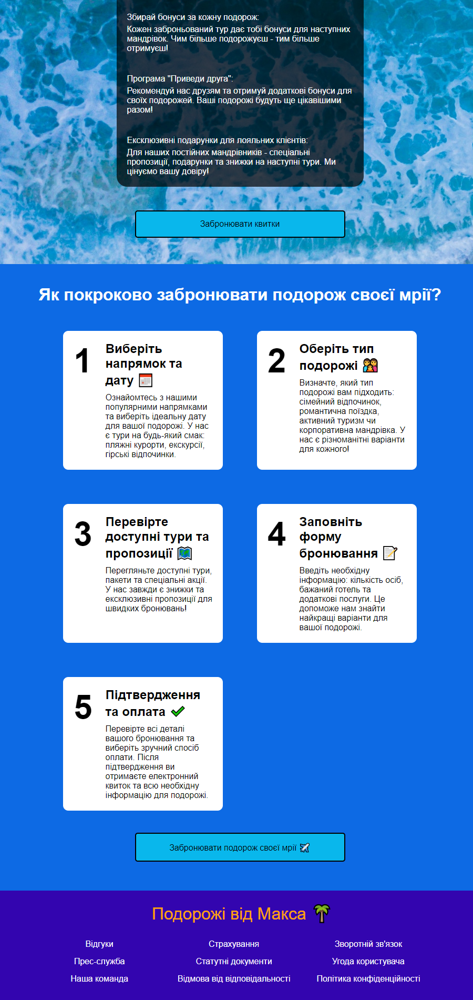 Збирай бонуси за кожну подорож:
Кожен заброньований тур дає тобі бонуси для наступних
мандрівок. Чим більше подорожуєш - тим більше
отримуєш!
Програма "Приведи друга":
Рекомендуй нас друзям та отримуй додаткові бонуси для
своїх подорожей. Ваші подорожі будуть ще цікавішими
разом!
Ексклюзивні подарунки для лояльних клієнтів:
Для наших постійних мандрівників - спеціальні
пропозиції, подарунки та знижки на наступні тури. Ми
цінуємо вашу довіру!
Забронювати квитки
Як покроково забронювати подорож своєї мрії?
1
Виберіть
напрямок та
дату
Ознайомтесь з нашими
популярними напрямками
та виберіть ідеальну дату
для вашої подорожі. У нас
є тури на будь-який смак:
пляжні курорти, екскурсії,
гірські відпочинки.
2
Оберіть тип
подорожі
Визначте, який тип
подорожі вам підходить:
сімейний відпочинок,
романтична поїздка,
активний туризм чи
корпоративна мандрівка. У
нас є різноманітні варіанти
для кожного!
3
Перевірте
доступні тури та
пропозиції
Перегляньте доступні тури,
пакети та спеціальні акції.
У нас завжди є знижки та
ексклюзивні пропозиції для
швидких бронювань!
4
Заповніть
форму
бронювання
Введіть необхідну
інформацію: кількість осіб,
бажаний готель та
додаткові послуги. Це
допоможе нам знайти
найкращі варіанти для
вашої подорожі.
5
Підтвердження
та оплата
Перевірте всі деталі
вашого бронювання та
виберіть зручний спосіб
оплати. Після
підтвердження ви
отримаєте електронний
квиток та всю необхідну
інформацію для подорожі.
Забронювати подорож своєї мрії
Подорожі від Макса
Відгуки
Прес-служба
Наша команда
Страхування
Статутні документи
Відмова від відповідальності
Зворотній зв'язок
Угода користувача
Політика конфіденційності